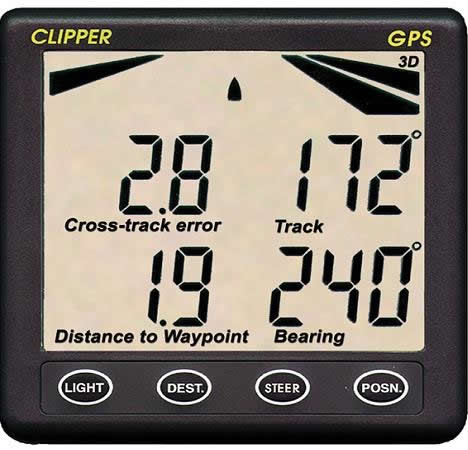 CLIPPER GPS
3D
2.8 172°
Cross-track error Track
1.9 240°
Distance to Waypoint Bearing
LIGHT DEST. STEER POSN.